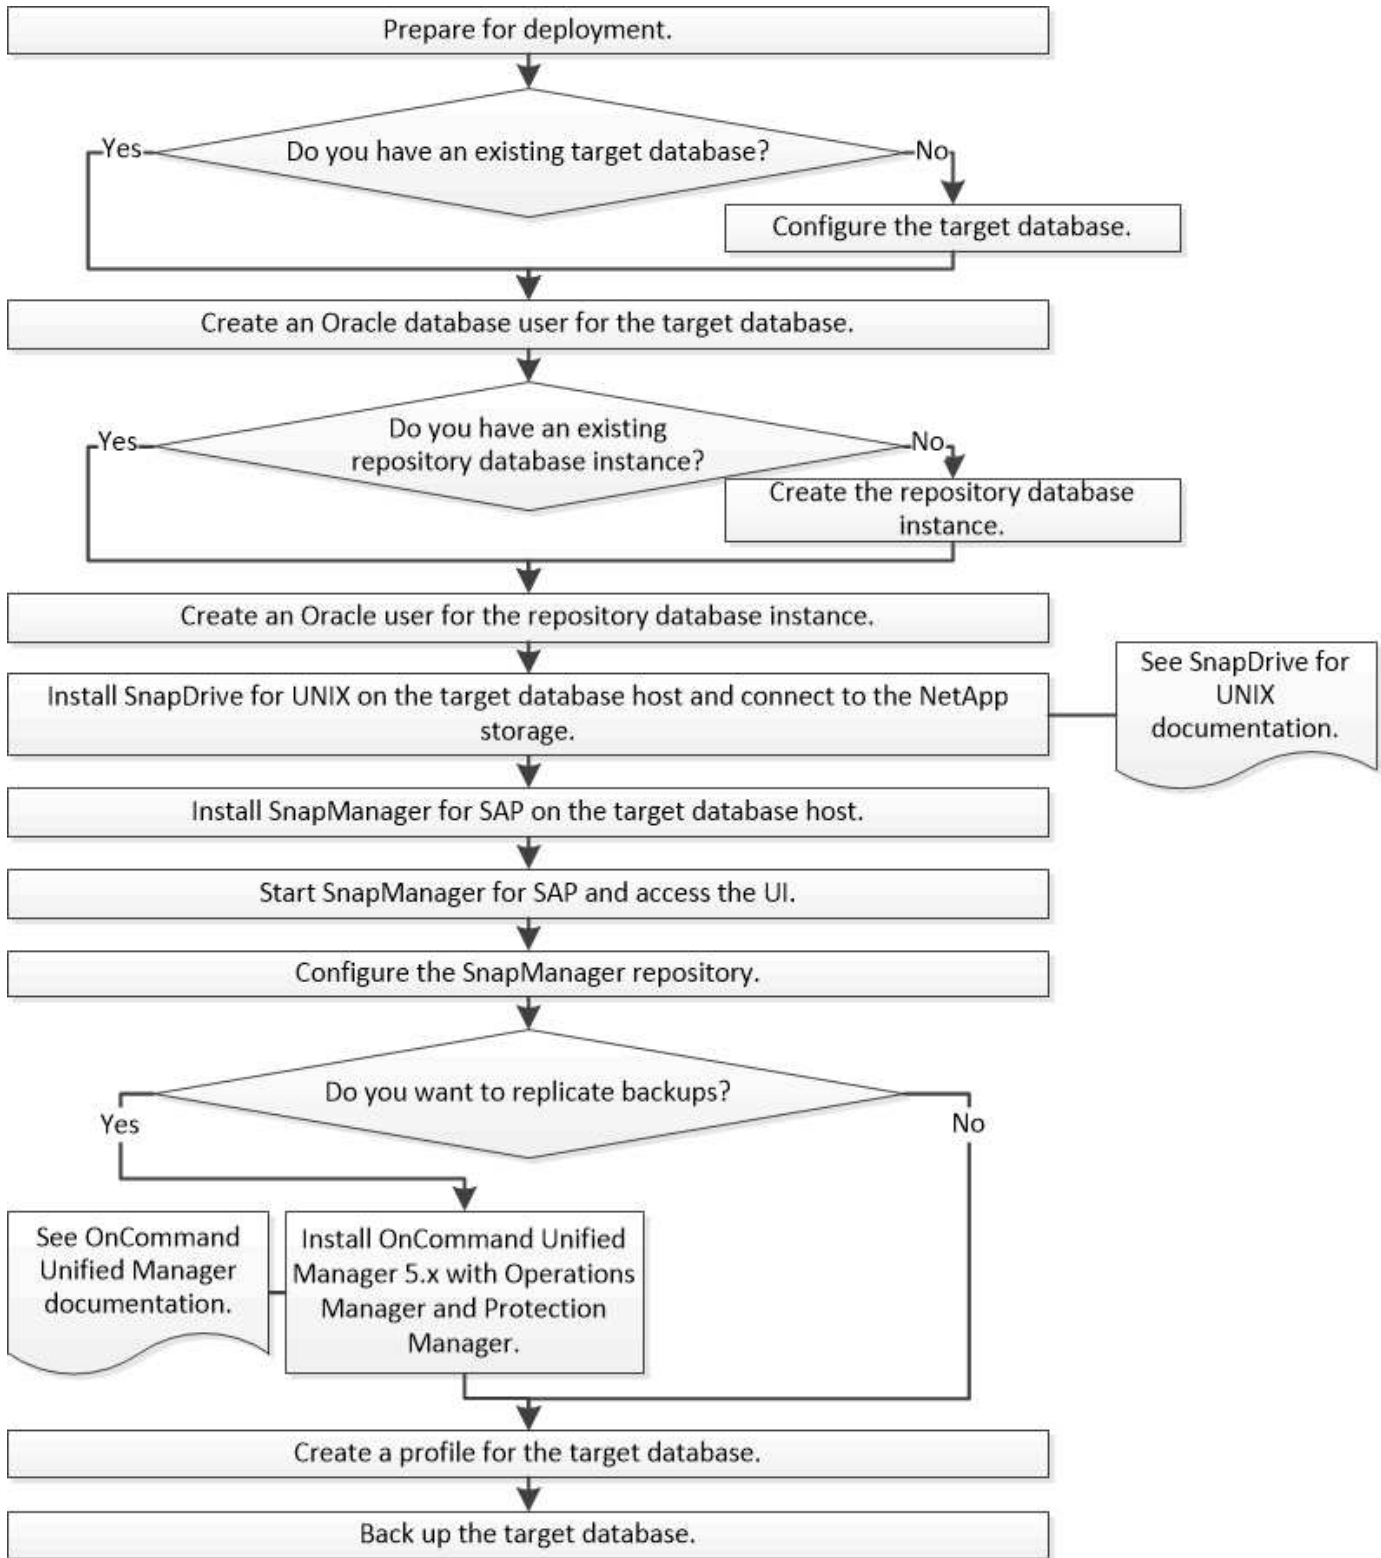 Prepare for deployment.
Do you have an existing target database?
Yes
No
Configure the target database.
Create an Oracle database user for the target database.
Do you have an existing
repository database instance?
Yes
No
Create the repository database
instance.
Create an Oracle user for the repository database instance.
Install SnapDrive for UNIX on the target database host and connect to the NetApp
storage.
See SnapDrive for
UNIX
documentation.
Install SnapManager for SAP on the target database host.
Start SnapManager for SAP and access the UI.
Configure the SnapManager repository.
Do you want to replicate backups?
Yes
No
See OnCommand
Unified Manager
documentation.
Install OnCommand Unified
Manager 5.x with Operations
Manager and Protection
Manager.
Create a profile for the target database.
Back up the target database.